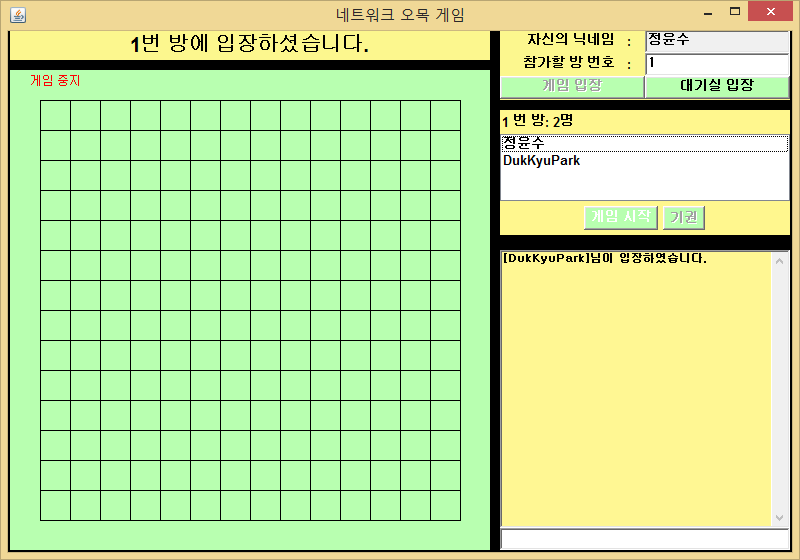 네트워크 오목 게임
1번 방에 입장하셨습니다.
게임 중지
자신의 닉네임 : 정윤수
참가할 방 번호 : 1
게임 입장 대기실 입장
1 번 방: 2명
정윤수
DukKyuPark
게임 시작 기권
[DukKyuPark]님이 입장하였습니다.